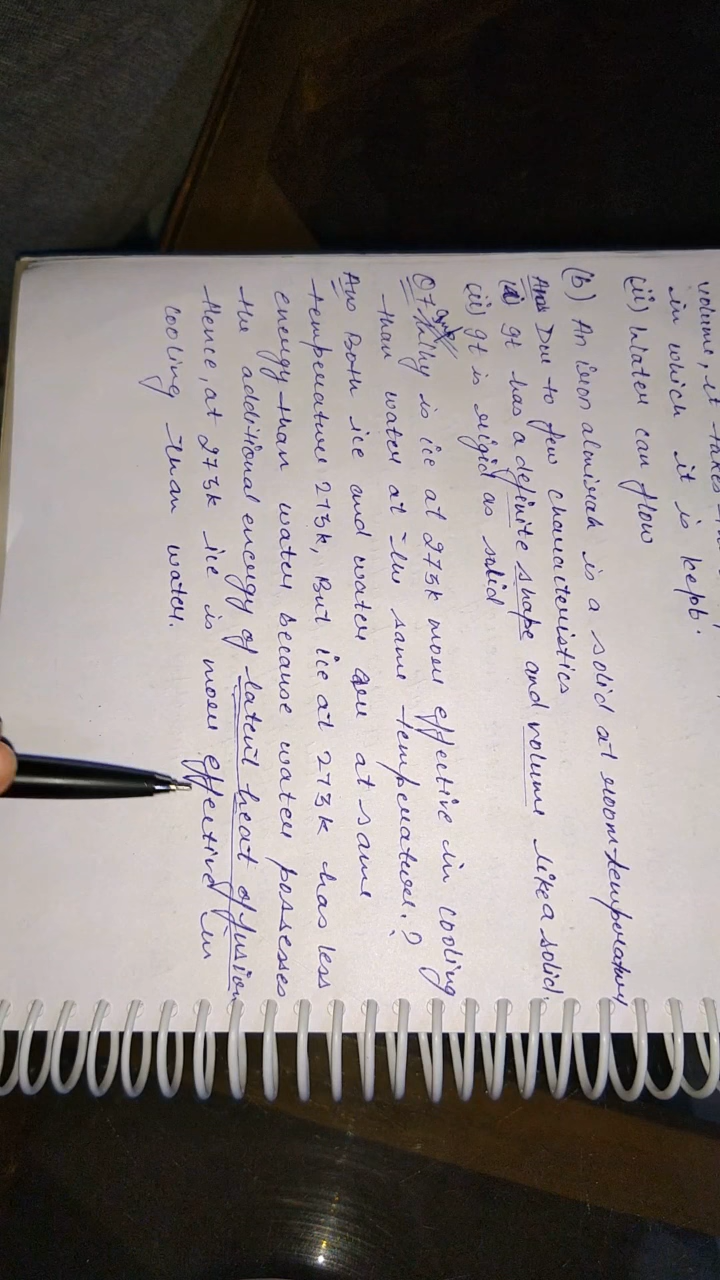 volume, it takes
in which it is kept.
(ii) Water can flow
(b) An iron almirah is a solid at room temperature
Ans Due to few characteristics
(i) It has a definite shape and volume like a solid.
(ii) It is rigid as solid
Q7 Why is ice at 273k more effective in cooling
than water at the same temperature.?
Ans Both ice and water are at same
temperature 273k, But ice at 273k has less
energy than water because water possesses
the additional energy of latent heat of fusion
Hence, at 273k ice is more effective in
cooling than water.